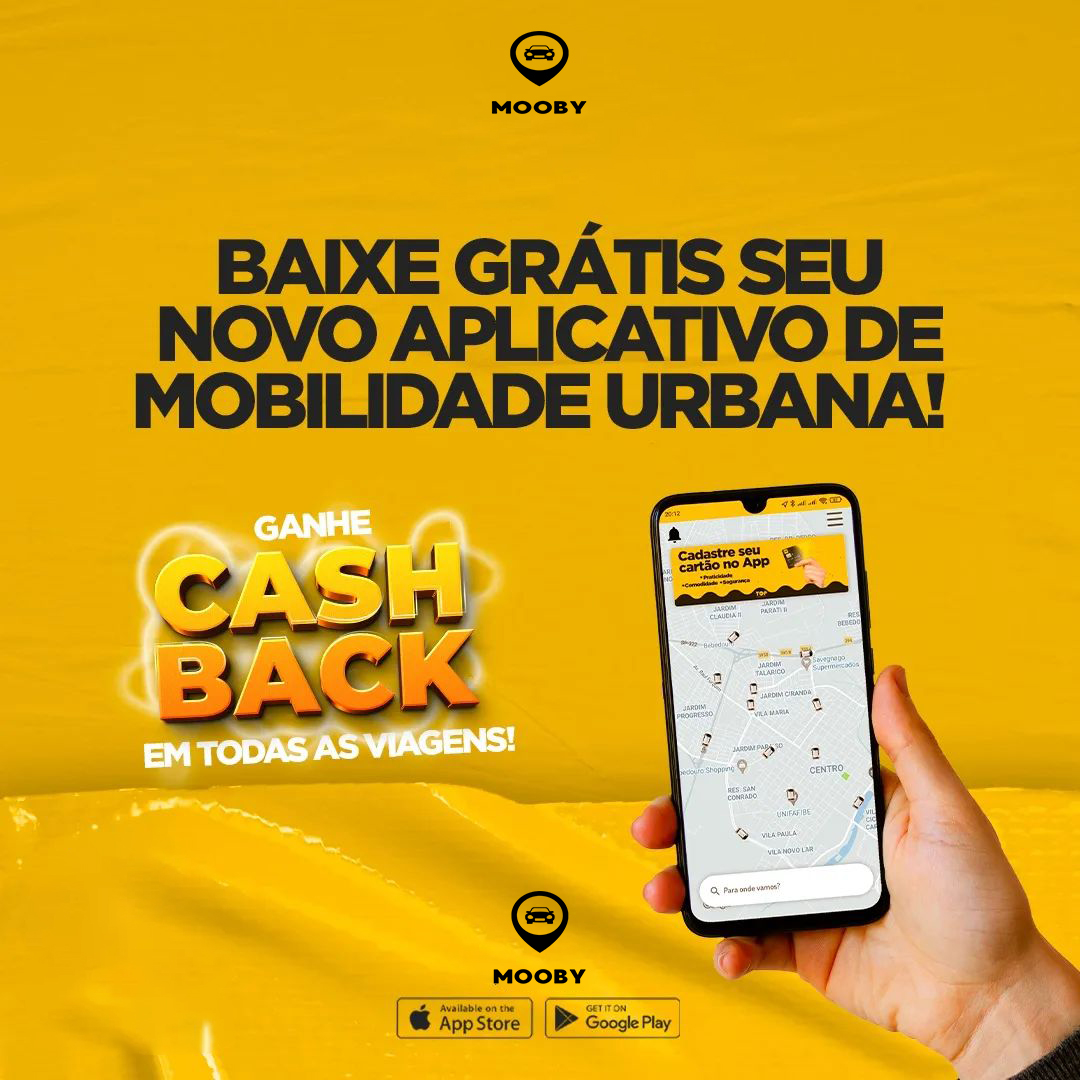 MOOBY
BAIXE GRÁTIS SEU
NOVO APLICATIVO DE
MOBILIDADE URBANA!
GANHE
CASH
BACK
EM TODAS AS VIAGENS!
20:12
Cadastre seu
cartão no App
•Praticidade
•Comodidade •Segurança
TOP
JARDIM
CLAUDIA II
JARDIM
PARATI II
RES.
BEBEDO
Bebedouro
JARDIM
TALARICO
Savegnago
Supermercados
JARDIM CIRANDA
JARDIM
PROGRESSO
VILA MARIA
JARDIM PARAISO
bedouro Shopping
CENTRO
RES. SAN
CONRADO
UNIFAFIBE
VILA PAULA
VILA NOVO LAR
Para onde vamos?
MOOBY
Available on the
App Store
GET IT ON
Google Play